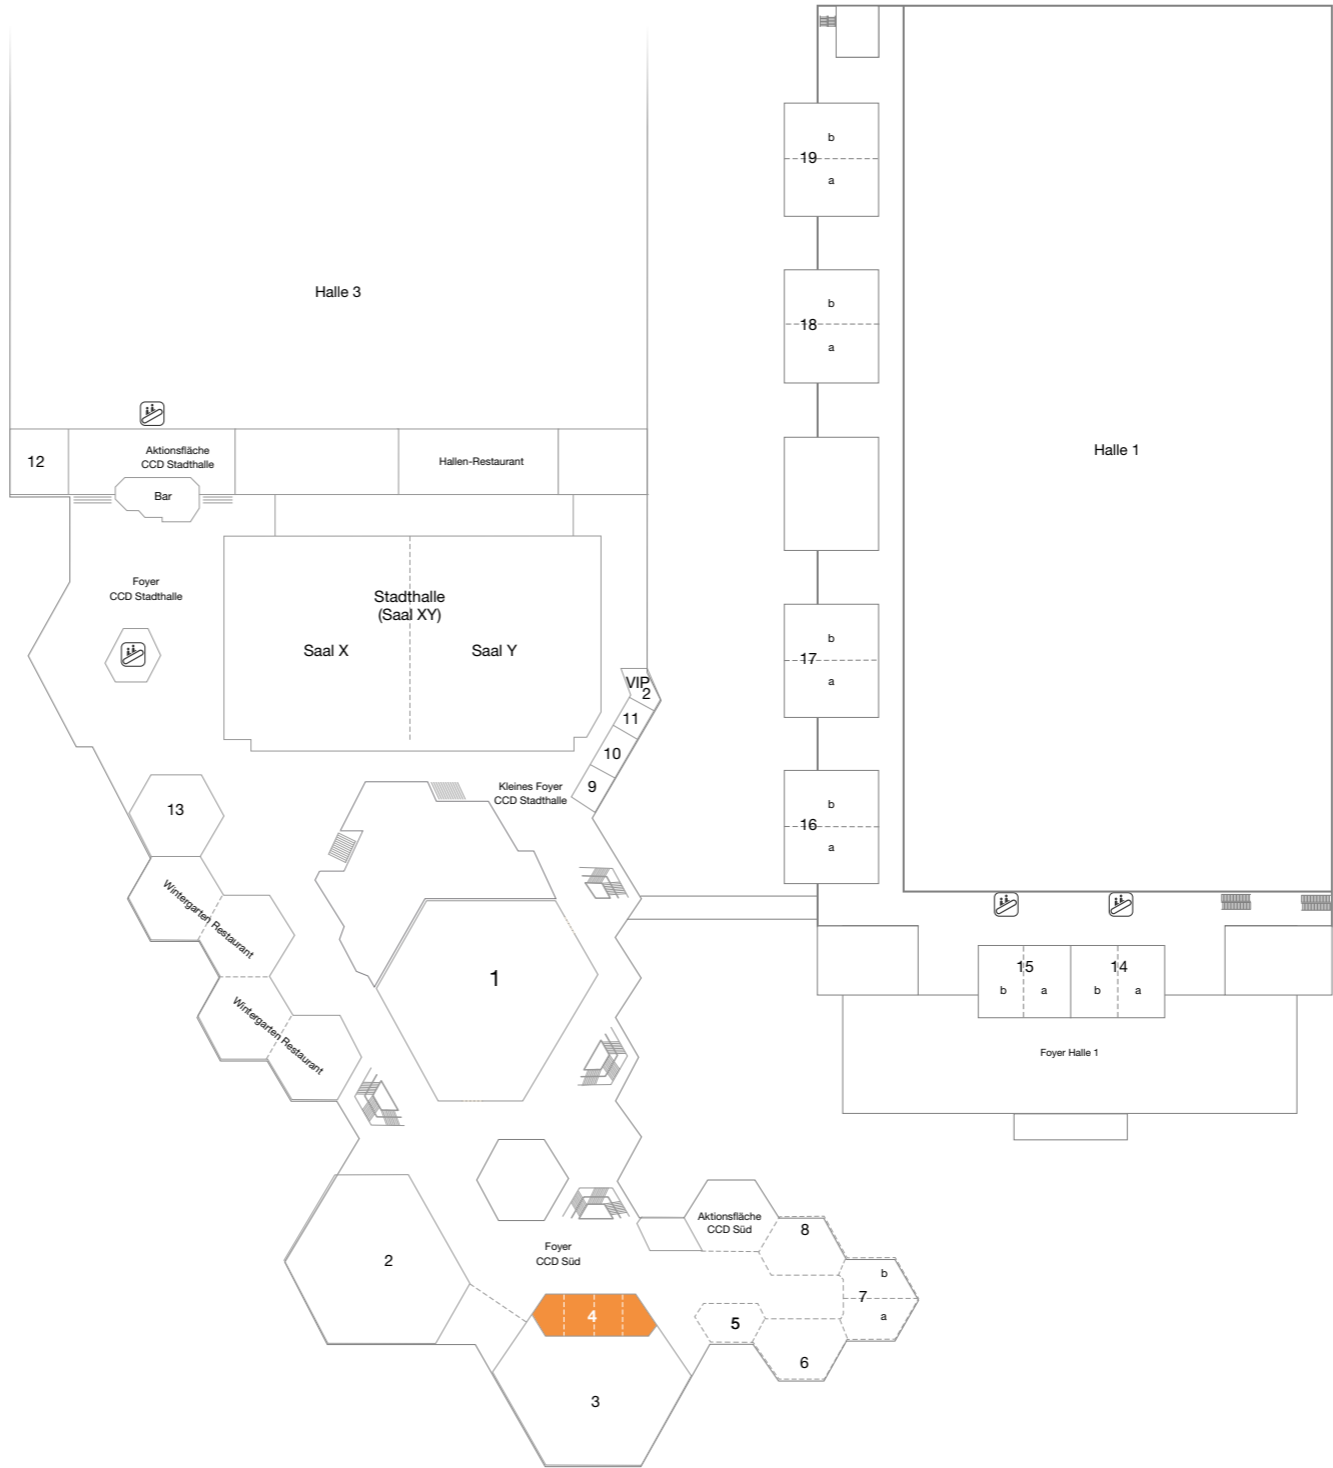 Halle 3
12
Aktionsfläche
CCD Stadthalle
Bar
Hallen-Restaurant
Foyer
CCD Stadthalle
Stadthalle
(Saal XY)
Saal X
Saal Y
VIP
2
11
10
9
Kleines Foyer
CCD Stadthalle
13
Wintergarten Restaurant
Wintergarten Restaurant
1
2
Foyer
CCD Süd
4
3
Aktionsfläche
CCD Süd
8
b
7
a
5
6
b
19
a
b
18
a
b
17
a
b
16
a
Halle 1
15
14
b
a
b
a
Foyer Halle 1